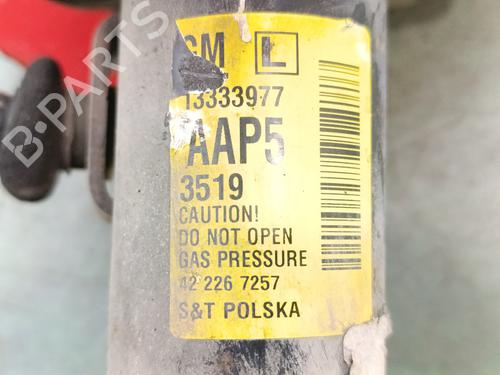 GM L
13333977
AAP5
3519
CAUTION!
DO NOT OPEN
GAS PRESSURE
42 226 7257
S&T POLSKA
B-PARTS